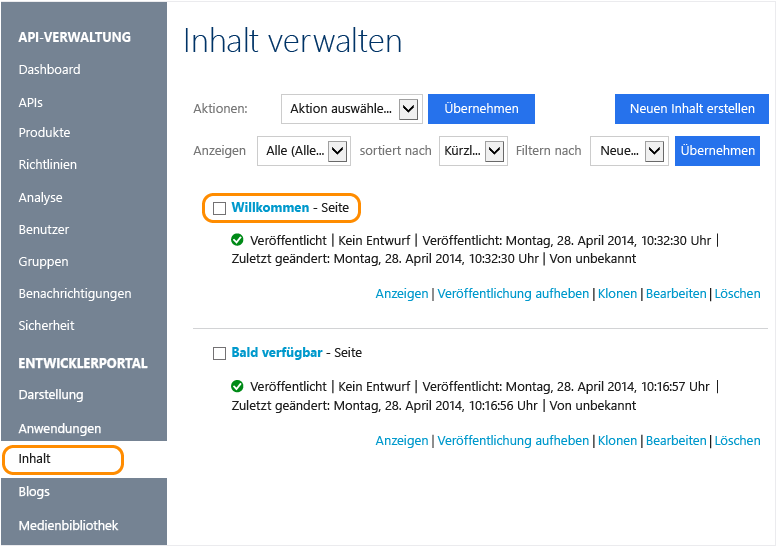 API-VERWALTUNG
Dashboard
APIs
Produkte
Richtlinien
Analyse
Benutzer
Gruppen
Benachrichtigungen
Sicherheit
ENTWICKLERPORTAL
Darstellung
Anwendungen
Inhalt
Blogs
Medienbibliothek
Inhalt verwalten
Aktionen: Aktion auswähle... Übernehmen Neuen Inhalt erstellen
Anzeigen Alle (Alle... sortiert nach Kürzl... Filtern nach Neue... Übernehmen
Willkommen - Seite
Veröffentlicht | Kein Entwurf | Veröffentlicht: Montag, 28. April 2014, 10:32:30 Uhr |
Zuletzt geändert: Montag, 28. April 2014, 10:32:30 Uhr | Von unbekannt
Anzeigen | Veröffentlichung aufheben | Klonen | Bearbeiten | Löschen
Bald verfügbar - Seite
Veröffentlicht | Kein Entwurf | Veröffentlicht: Montag, 28. April 2014, 10:16:57 Uhr |
Zuletzt geändert: Montag, 28. April 2014, 10:16:56 Uhr | Von unbekannt
Anzeigen | Veröffentlichung aufheben | Klonen | Bearbeiten | Löschen